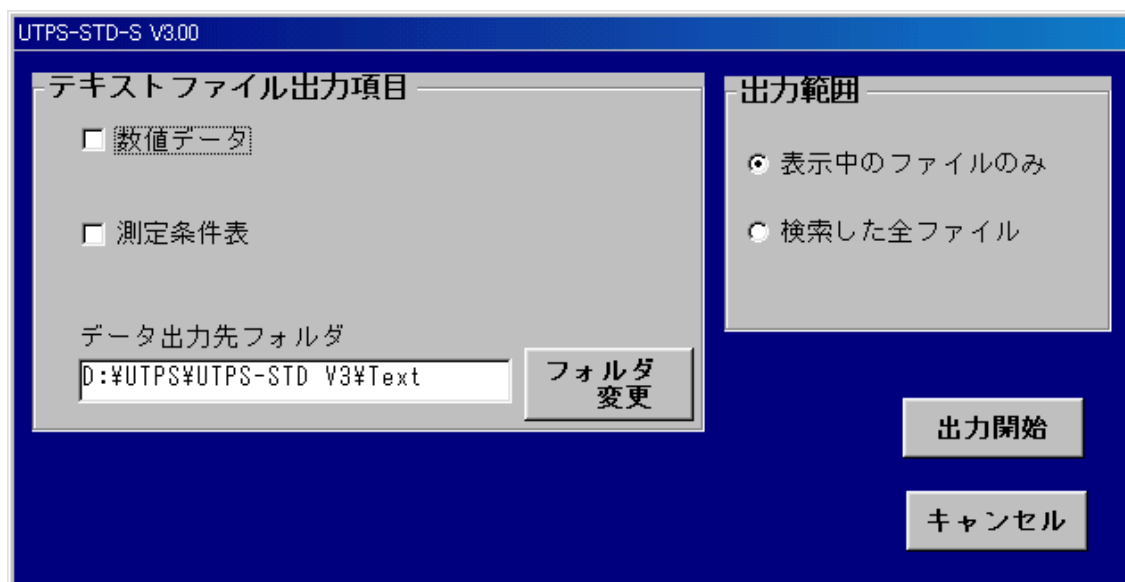 UTPS-STD-S V3.00
テキストファイル出力項目
数値データ
測定条件表
データ出力先フォルダ
D:¥UTPS¥UTPS-STD V3¥Text
フォルダ
変更
出力範囲
表示中のファイルのみ
検索した全ファイル
出力開始
キャンセル